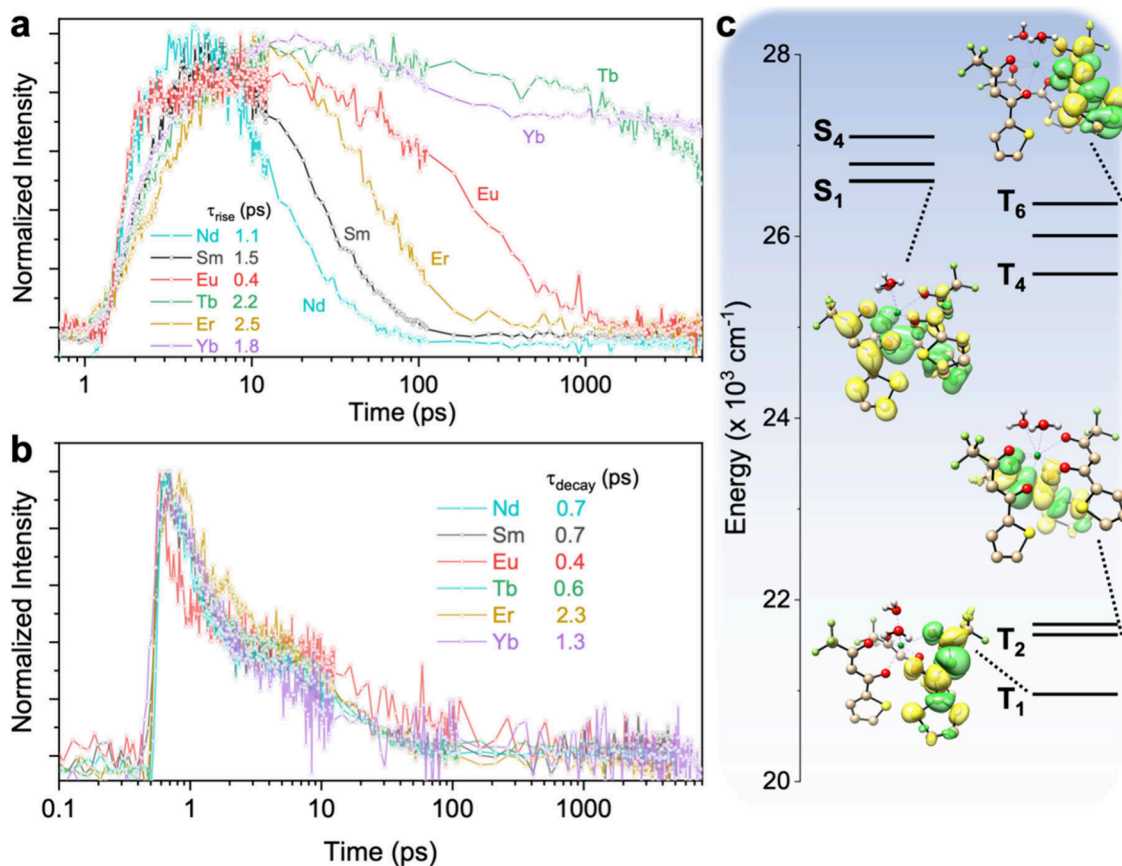 a
Normalized Intensity
τrise (ps)
Nd 1.1
Sm 1.5
Eu 0.4
Tb 2.2
Er 2.5
Yb 1.8
Tb
Yb
Eu
Sm
Er
Nd
1 10 100 1000
Time (ps)
b
Normalized Intensity
τdecay (ps)
Nd 0.7
Sm 0.7
Eu 0.4
Tb 0.6
Er 2.3
Yb 1.3
0.1 1 10 100 1000
Time (ps)
c
Energy (x 10³ cm⁻¹)
28
26
24
22
20
S4
S1
T6
T4
T2
T1